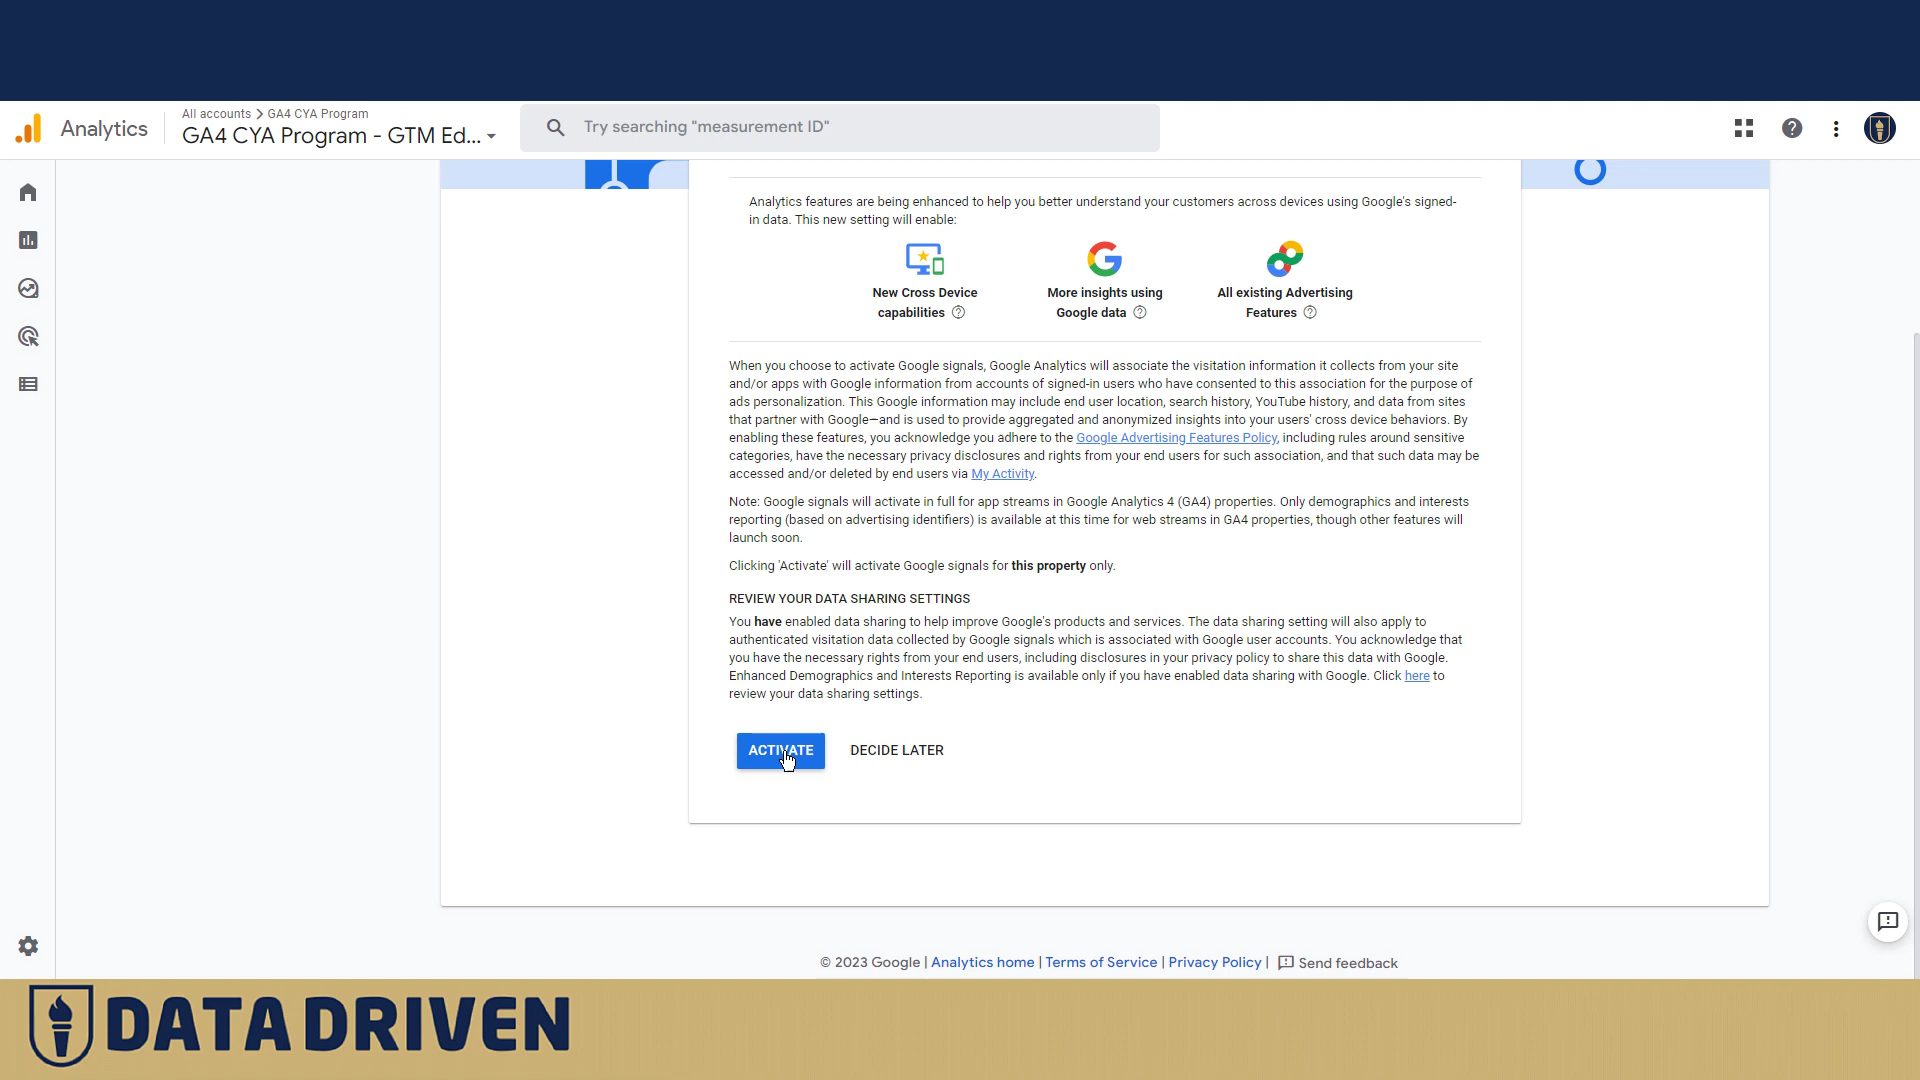 Analytics
All accounts > GA4 CYA Program
GA4 CYA Program - GTM Ed...
Try searching "measurement ID"
Analytics features are being enhanced to help you better understand your customers across devices using Google's signed-
in data. This new setting will enable:
New Cross Device
capabilities
More insights using
Google data
All existing Advertising
Features
When you choose to activate Google signals, Google Analytics will associate the visitation information it collects from your site
and/or apps with Google information from accounts of signed-in users who have consented to this association for the purpose of
ads personalization. This Google information may include end user location, search history, YouTube history, and data from sites
that partner with Google—and is used to provide aggregated and anonymized insights into your users' cross device behaviors. By
enabling these features, you acknowledge you adhere to the Google Advertising Features Policy, including rules around sensitive
categories, have the necessary privacy disclosures and rights from your end users for such association, and that such data may be
accessed and/or deleted by end users via My Activity.
Note: Google signals will activate in full for app streams in Google Analytics 4 (GA4) properties. Only demographics and interests
reporting (based on advertising identifiers) is available at this time for web streams in GA4 properties, though other features will
launch soon.
Clicking 'Activate' will activate Google signals for this property only.
REVIEW YOUR DATA SHARING SETTINGS
You have enabled data sharing to help improve Google's products and services. The data sharing setting will also apply to
authenticated visitation data collected by Google signals which is associated with Google user accounts. You acknowledge that
you have the necessary rights from your end users, including disclosures in your privacy policy to share this data with Google.
Enhanced Demographics and Interests Reporting is available only if you have enabled data sharing with Google. Click here to
review your data sharing settings.
ACTIVATE
DECIDE LATER
© 2023 Google | Analytics home | Terms of Service | Privacy Policy | Send feedback
DATA DRIVEN